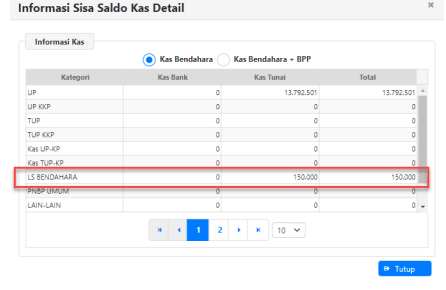 Informasi Sisa Saldo Kas Detail
Informasi Kas
Kas Bendahara Kas Bendahara + BPP
Kategori Kas Bank Kas Tunai Total
UP 0 13.792.501 13.792.501
UP KKP 0 0 0
TUP 0 0 0
TUP KKP 0 0 0
Kas UP-KP 0 0 0
Kas TUP-KP 0 0 0
LS BENDAHARA 0 150.000 150.000
PNBP UMUM 0 0 0
LAIN-LAIN 0 0 0
1 2 10
Tutup